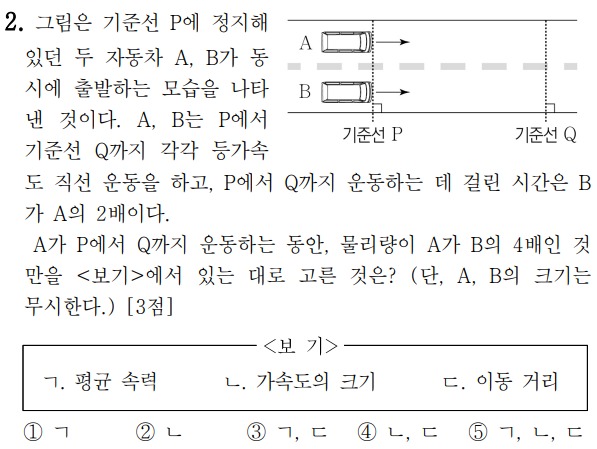 2. 그림은 기준선 P에 정지해
있던 두 자동차 A, B가 동
시에 출발하는 모습을 나타
낸 것이다. A, B는 P에서
기준선 Q까지 각각 등가속
도 직선 운동을 하고, P에서 Q까지 운동하는 데 걸린 시간은 B
가 A의 2배이다.
A
B
기준선 P
기준선 Q
A가 P에서 Q까지 운동하는 동안, 물리량이 A가 B의 4배인 것
만을 <보기>에서 있는 대로 고른 것은? (단, A, B의 크기는
무시한다.) [3점]
<보 기>
ㄱ. 평균 속력 ㄴ. 가속도의 크기 ㄷ. 이동 거리
① ㄱ ② ㄴ ③ ㄱ, ㄷ ④ ㄴ, ㄷ ⑤ ㄱ, ㄴ, ㄷ